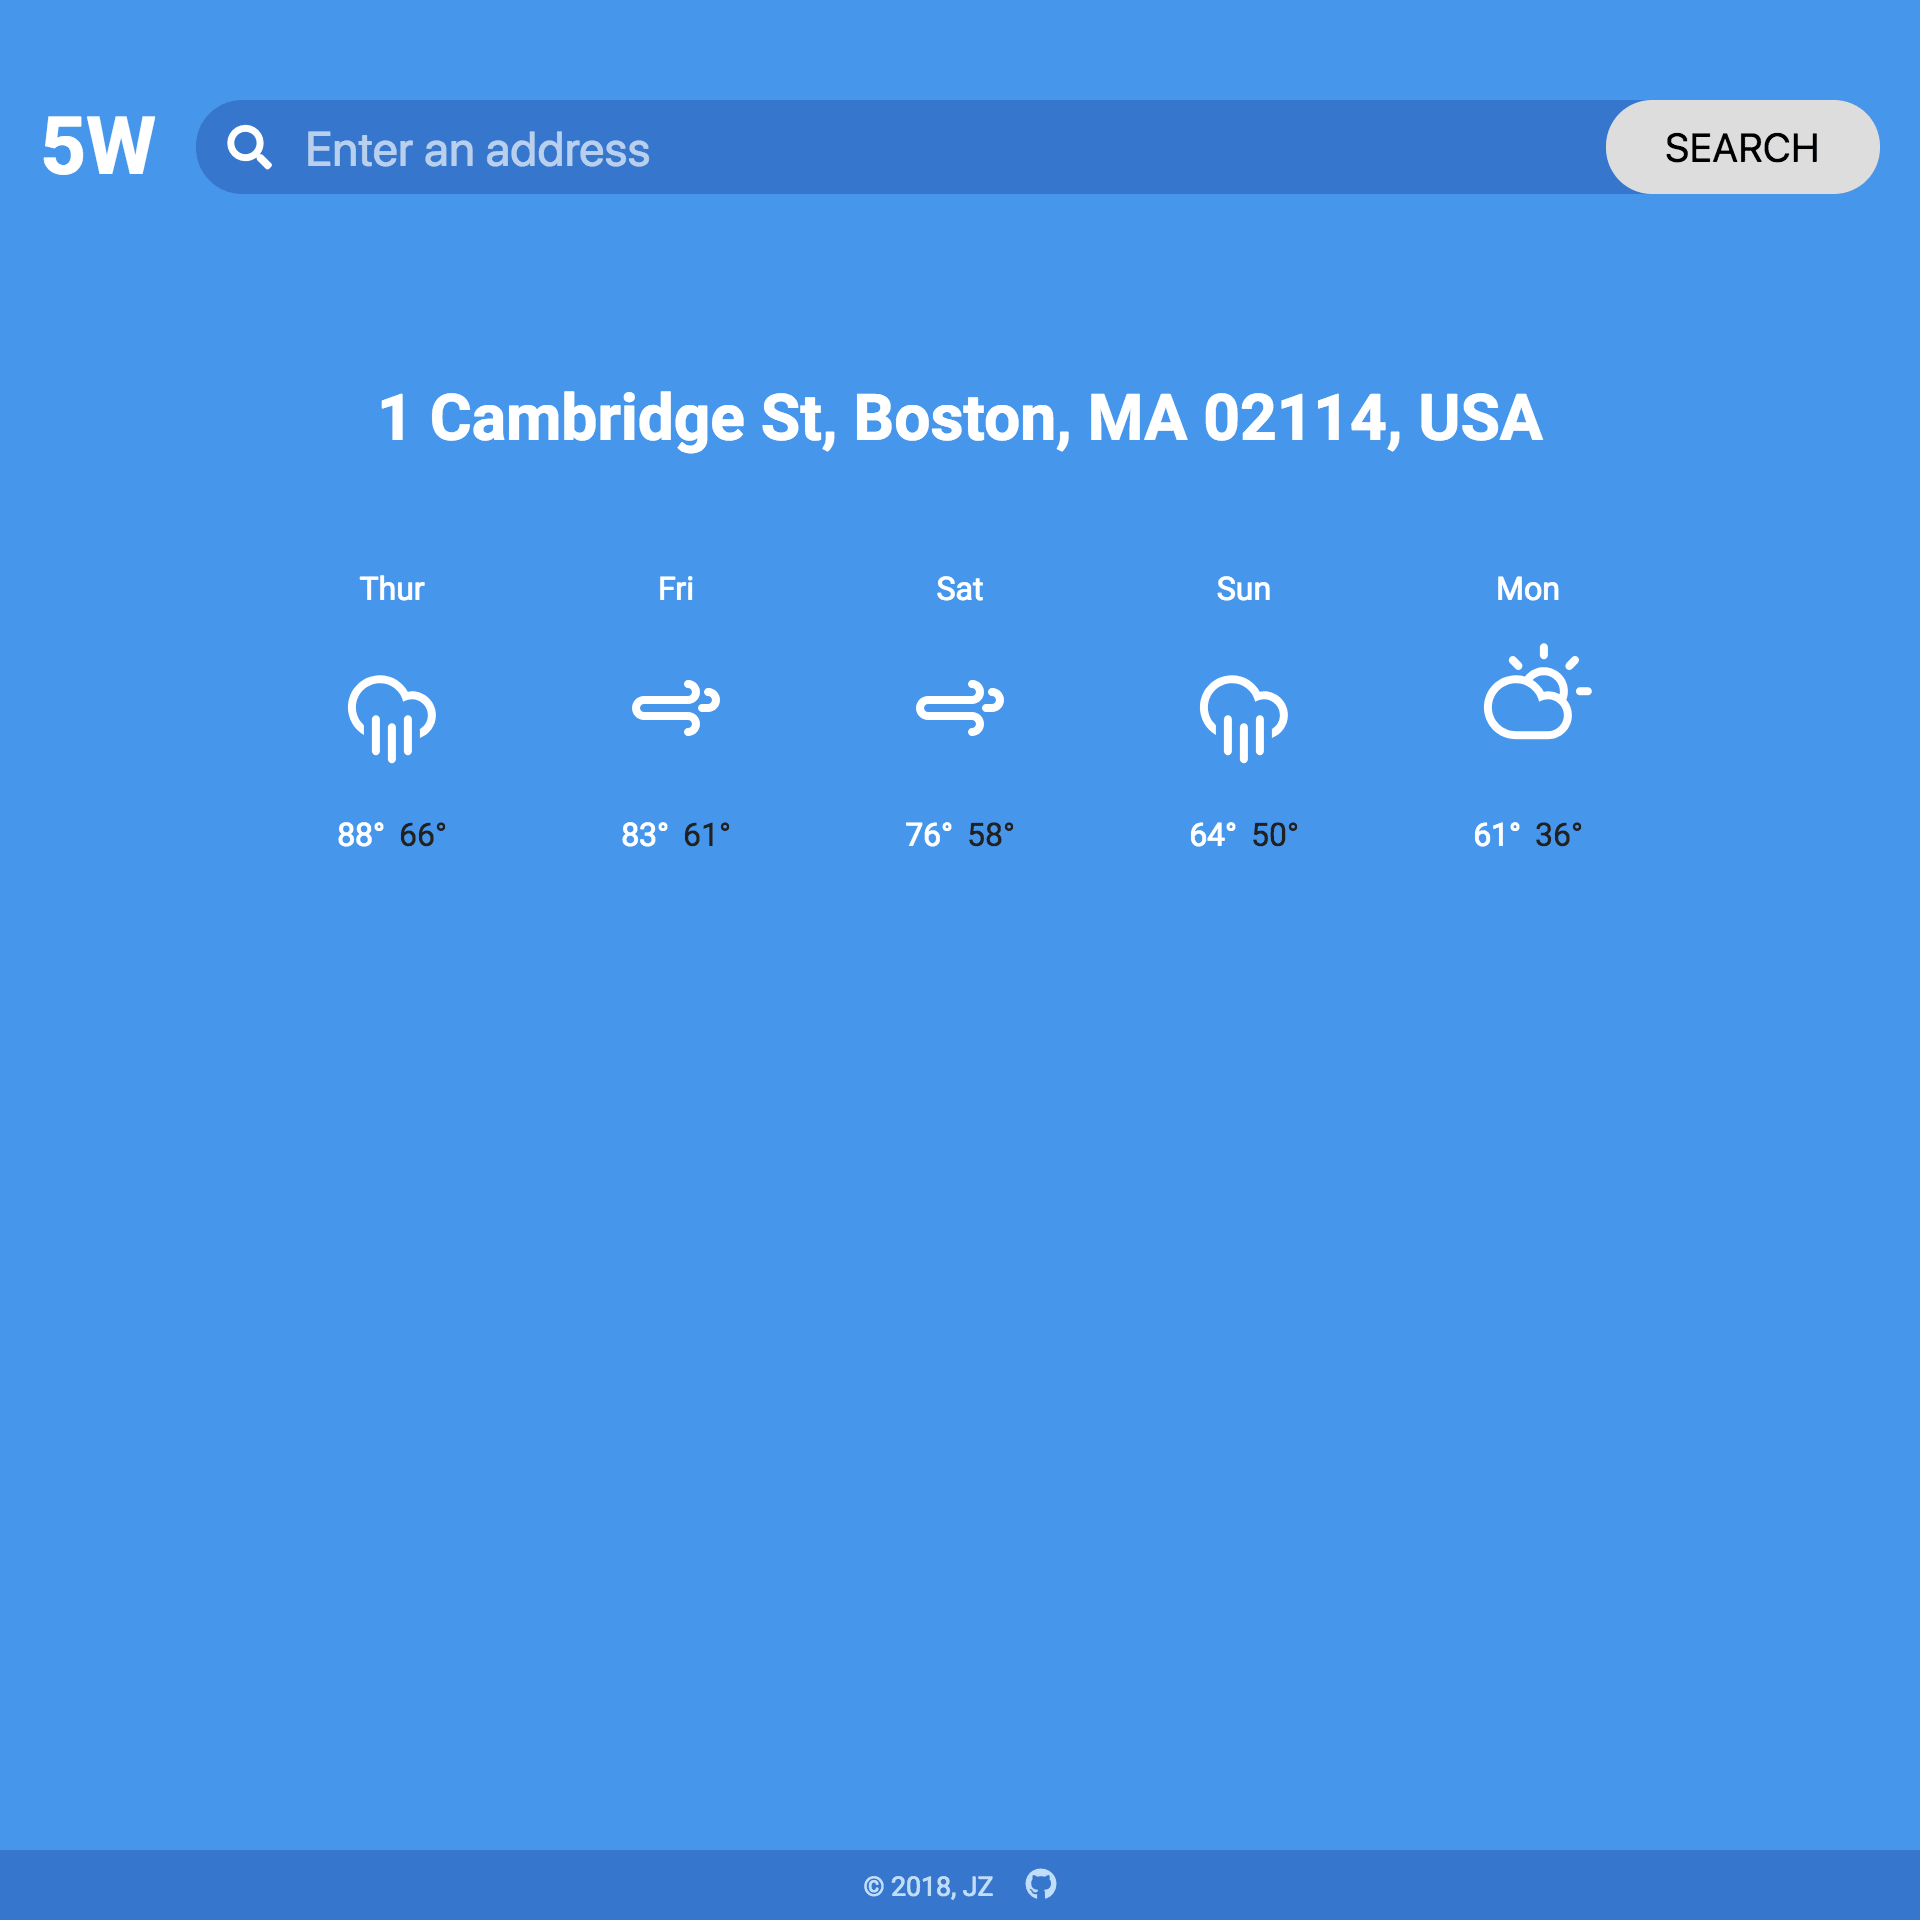 5W
Enter an address
SEARCH
1 Cambridge St, Boston, MA 02114, USA
Thur Fri Sat Sun Mon
88° 66° 83° 61° 76° 58° 64° 50° 61° 36°
© 2018, JZ